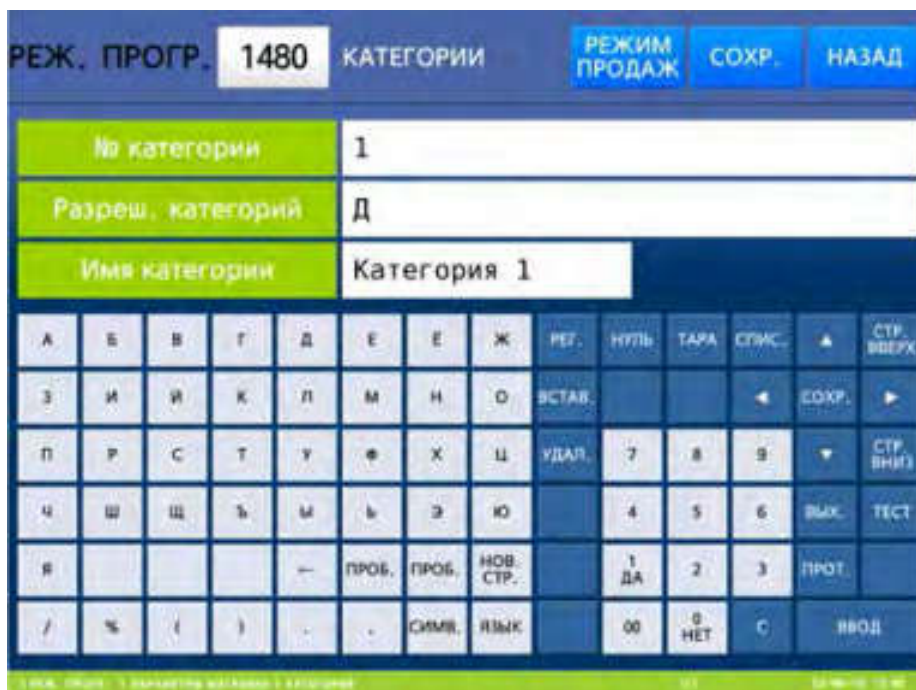 РЕЖ. ПРОГР. 1480 КАТЕГОРИИ РЕЖИМ ПРОДАЖ СОХР. НАЗАД
№ категории 1
Разреш. категорий Д
Имя категории Категория 1
А Б В Г Д Е Ё Ж РЕГ. НУЛЬ ТАРА СПИС. ▲ СТР. ВВЕРХ
З И Й К Л М Н О ВСТАВ. ◄ СОХР. ►
П Р С Т У Ф Х Ц УДАЛ. 7 8 9 ▼ СТР. ВНИЗ
Ч Ш Щ Ъ Ы Ь Э Ю 4 5 6 ВЫХ. ТЕСТ
Я ← ПРОБ. ПРОБ. НОВ. СТР. 1 ДА 2 3 ПРОТ.
/ % ( ) СИМВ. ЯЗЫК 00 0 НЕТ C ВВОД